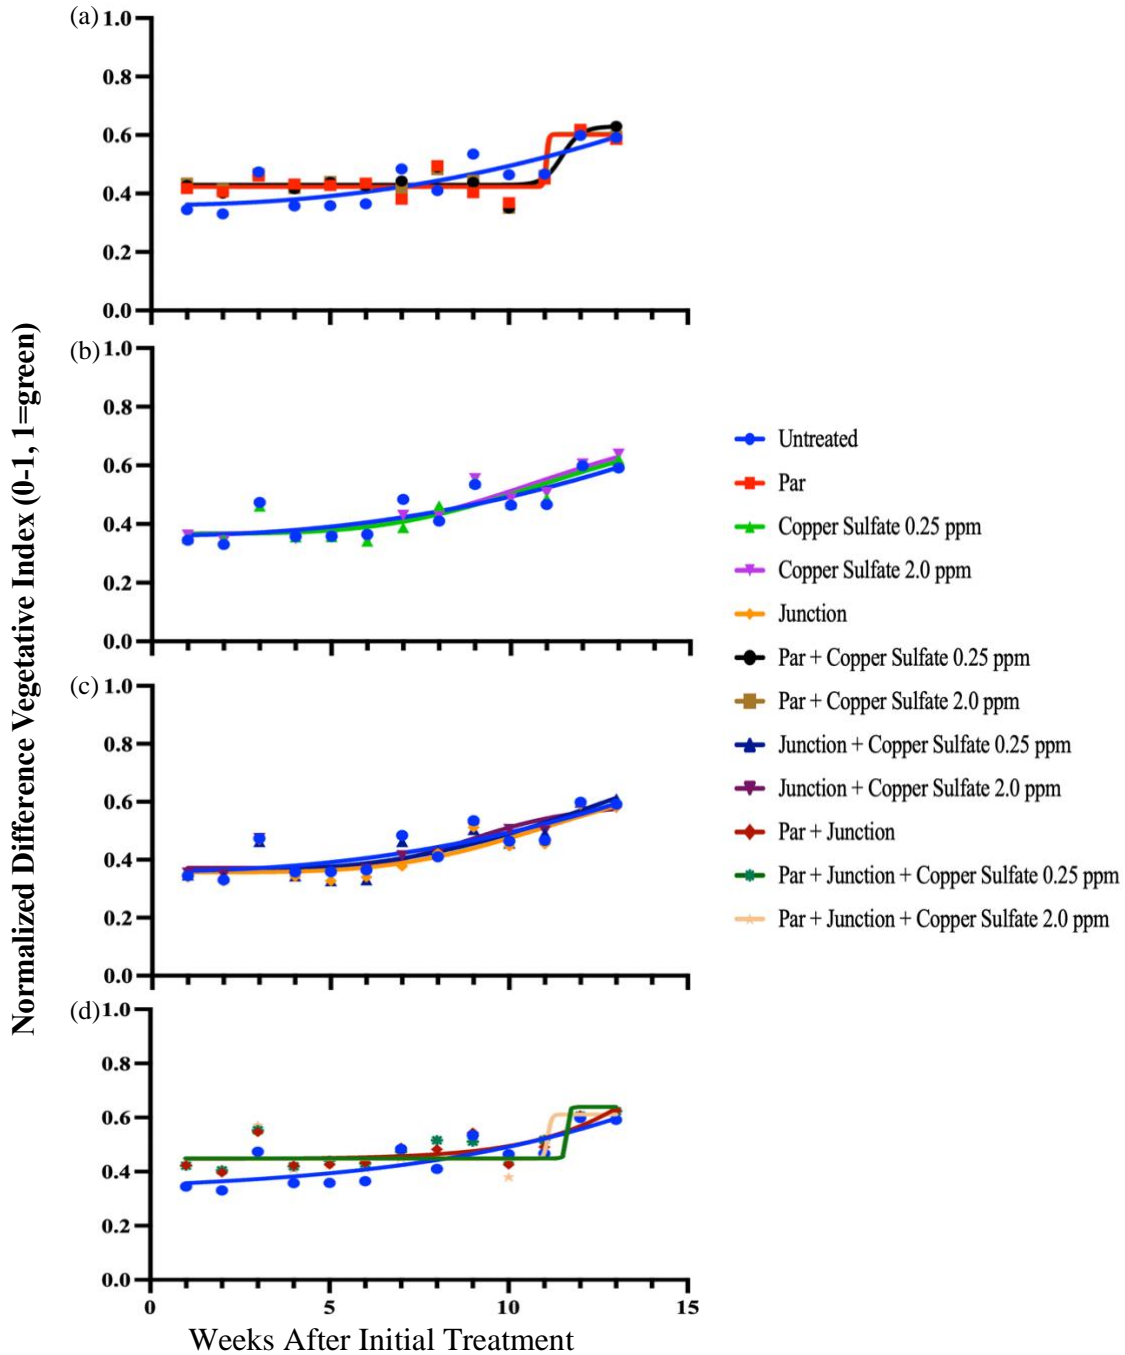 (a)
1.0
0.8
0.6
0.4
0.2
0.0
(b)
1.0
0.8
0.6
0.4
0.2
0.0
(c)
1.0
0.8
0.6
0.4
0.2
0.0
(d)
1.0
0.8
0.6
0.4
0.2
0.0
0 5 10 15
Weeks After Initial Treatment
Normalized Difference Vegetative Index (0-1, 1=green)
Untreated
Par
Copper Sulfate 0.25 ppm
Copper Sulfate 2.0 ppm
Junction
Par + Copper Sulfate 0.25 ppm
Par + Copper Sulfate 2.0 ppm
Junction + Copper Sulfate 0.25 ppm
Junction + Copper Sulfate 2.0 ppm
Par + Junction
Par + Junction + Copper Sulfate 0.25 ppm
Par + Junction + Copper Sulfate 2.0 ppm